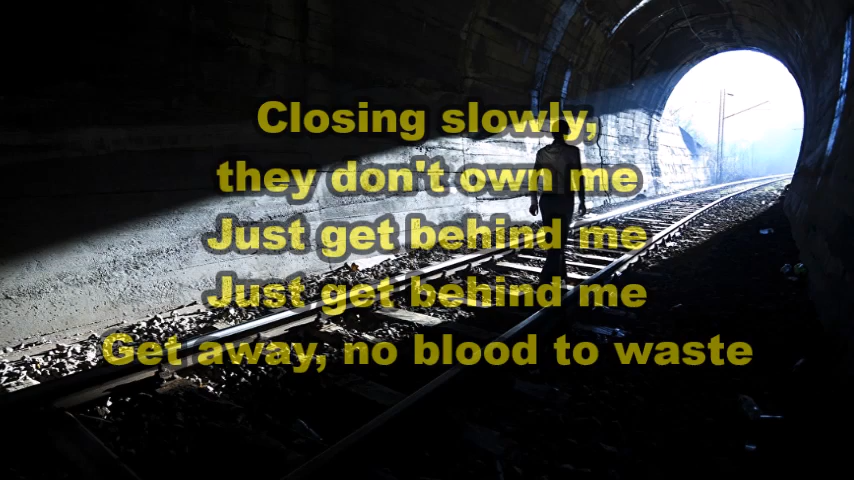 Closing slowly,
they don't own me
Just get behind me
Just get behind me
Get away, no blood to waste